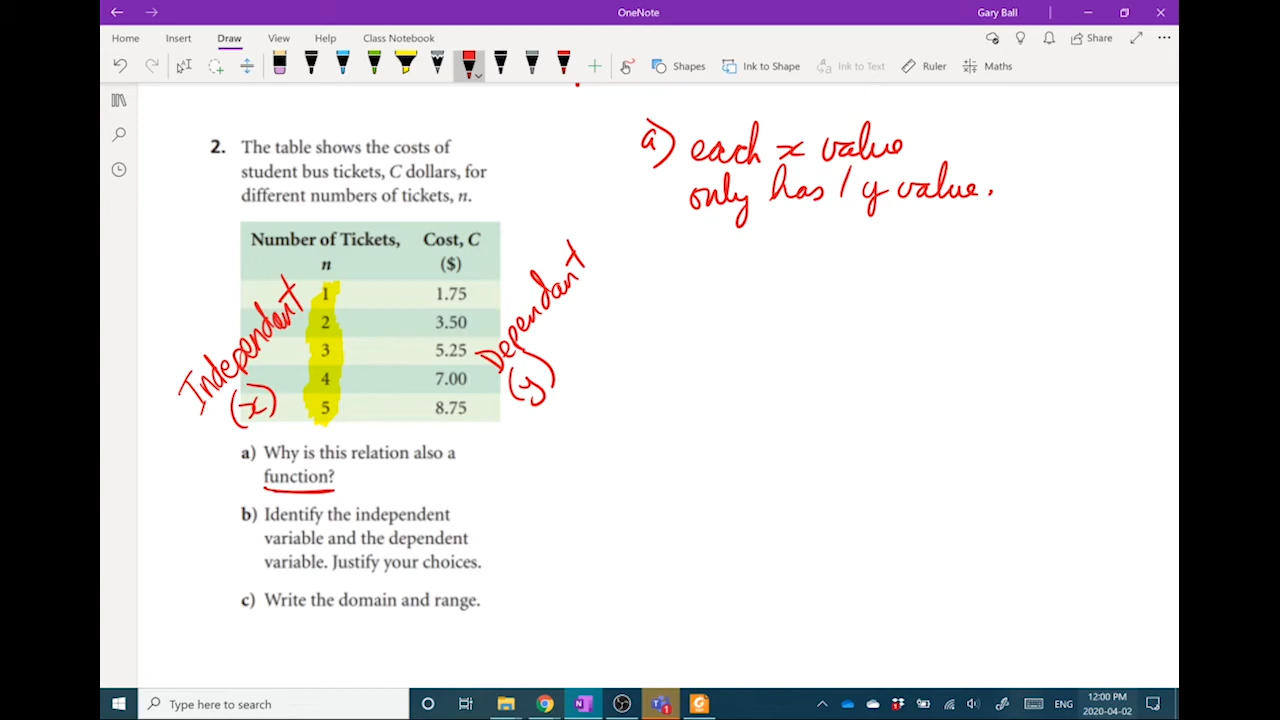 OneNote
Gary Ball
Home Insert Draw View Help Class Notebook
Share
Shapes Ink to Shape Ink to Text Ruler Maths
2. The table shows the costs of
student bus tickets, C dollars, for
different numbers of tickets, n.
Number of Tickets, Cost, C
n ($)
1 1.75
2 3.50
3 5.25
4 7.00
5 8.75
Independent
(x)
Dependant
(y)
a) Why is this relation also a
function?
b) Identify the independent
variable and the dependent
variable. Justify your choices.
c) Write the domain and range.
a) each x value
only has 1 y value.
Type here to search
1
ENG
12:00 PM
2020-04-02